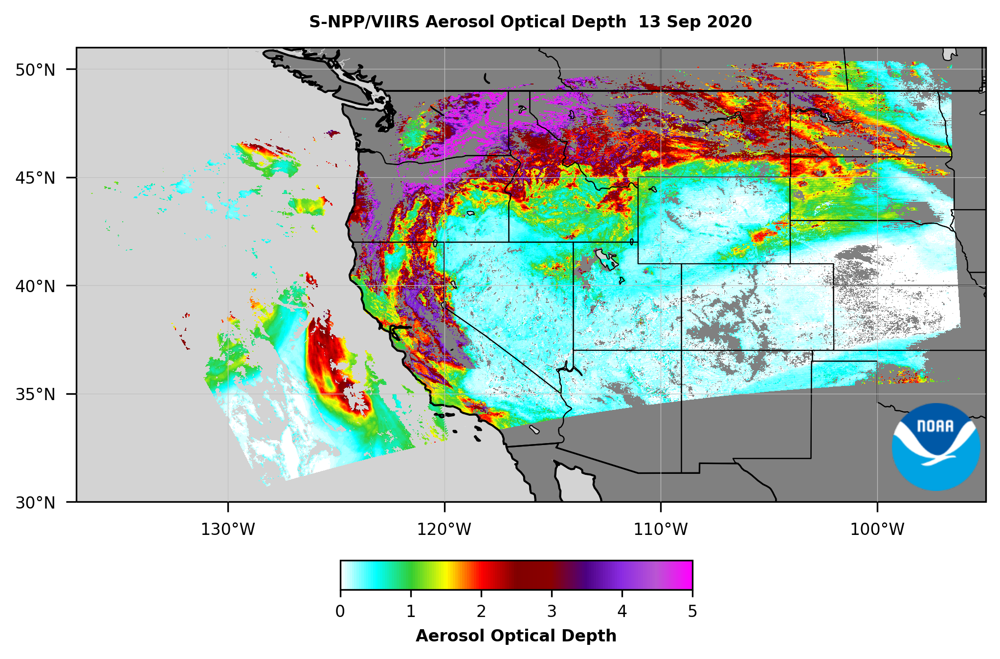 S-NPP/VIIRS Aerosol Optical Depth  13 Sep 2020
50°N
45°N
40°N
35°N
30°N
NOAA
130°W 120°W 110°W 100°W
0 1 2 3 4 5
Aerosol Optical Depth